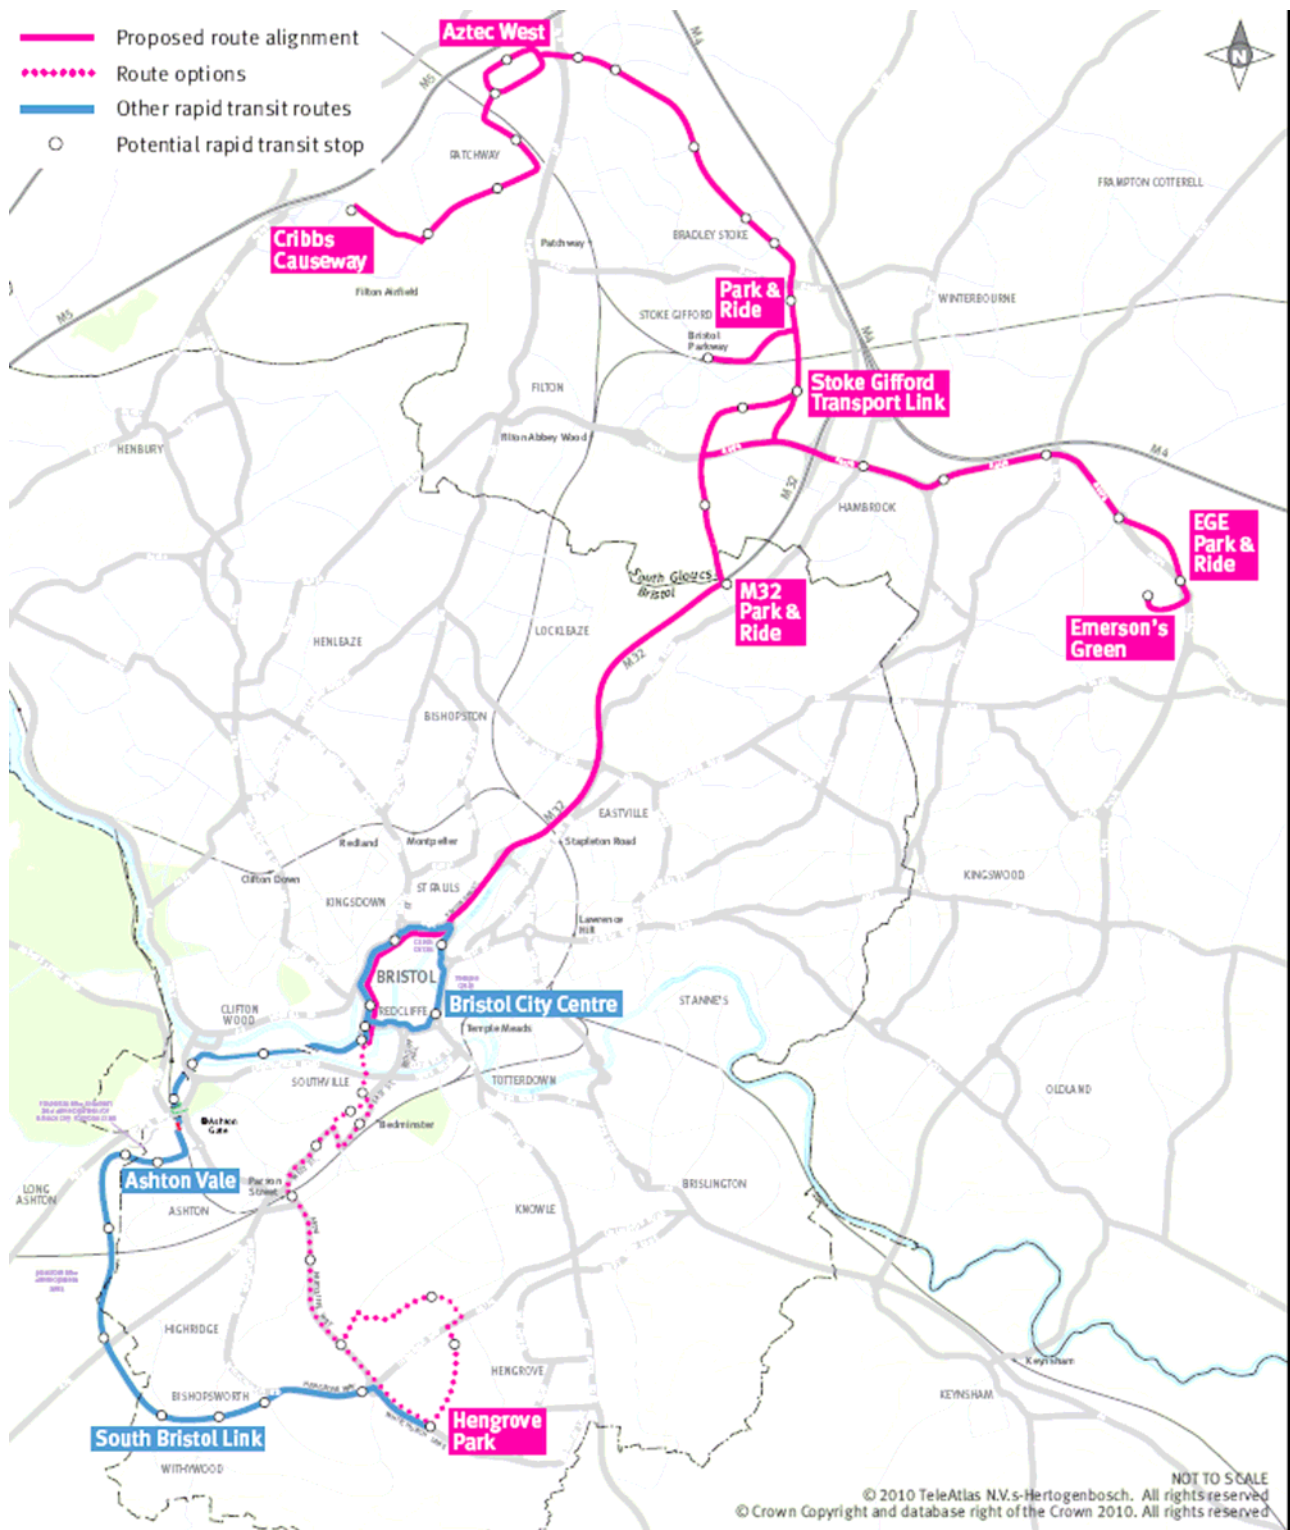 Proposed route alignment
Route options
Other rapid transit routes
Potential rapid transit stop
Aztec West
M4
N
M5
PATCHWAY
FRAMPTON COTTERELL
Cribbs
Causeway
Patchway
BRADLEY STOKE
Filton Airfield
M5
Park &
Ride
WINTERBOURNE
STOKE GIFFORD
Bristol
Parkway
M4
FILTON
Stoke Gifford
Transport Link
Filton Abbey Wood
HENBURY
M4
M32
HAMBROOK
EGE
Park &
Ride
South Gloucs
Bristol
M32
Park &
Ride
Emerson's
Green
HENLEAZE
LOCKLEAZE
M32
BISHOPSTON
M32
EASTVILLE
Redland
Montpelier
Stapleton Road
Clifton Down
ST PAULS
KINGSWOOD
KINGSDOWN
Lawrence
Hill
BRISTOL
ST ANNE'S
CLIFTON
WOOD
REDCLIFFE
Bristol City Centre
Temple Meads
SOUTHVILLE
TOTTERDOWN
OLDLAND
Ashton
Gate
Bedminster
Ashton Vale
Parson
Street
BRISLINGTON
LONG
ASHTON
ASHTON
KNOWLE
HIGHRIDGE
Keynsham
HENGROVE
BISHOPSWORTH
KEYNSHAM
Hengrove
Park
South Bristol Link
WITHYWOOD
NOT TO SCALE
© 2010 TeleAtlas N.V.s-Hertogenbosch. All rights reserved
© Crown Copyright and database right of the Crown 2010. All rights reserved